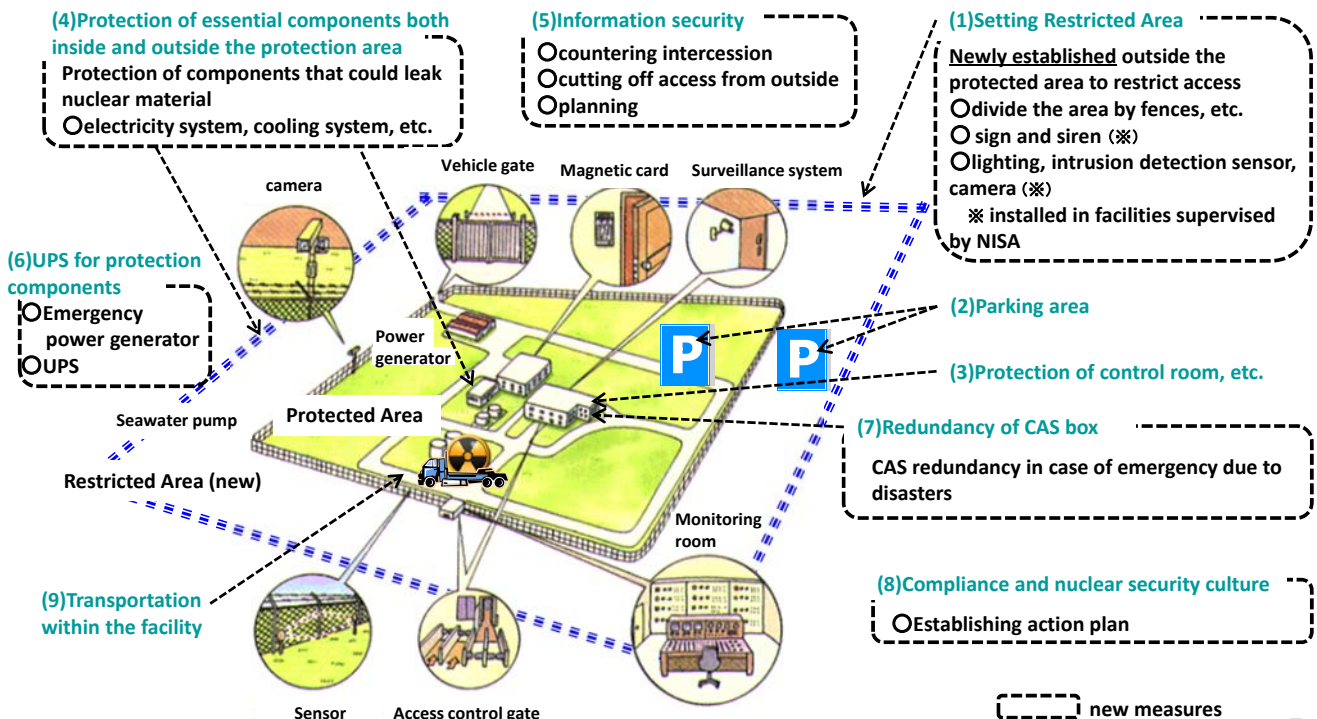 (4)Protection of essential components both
inside and outside the protection area
Protection of components that could leak
nuclear material
○electricity system, cooling system, etc.
(5)Information security
○countering intercession
○cutting off access from outside
○planning
(1)Setting Restricted Area
Newly established outside the
protected area to restrict access
○divide the area by fences, etc.
○ sign and siren (※)
○lighting, intrusion detection sensor,
camera (※)
※ installed in facilities supervised
by NISA
camera
Vehicle gate
Magnetic card
Surveillance system
(6)UPS for protection
components
○Emergency
power generator
○UPS
Power
generator
P
P
(2)Parking area
(3)Protection of control room, etc.
Seawater pump
Protected Area
(7)Redundancy of CAS box
CAS redundancy in case of emergency due to
disasters
Restricted Area (new)
Monitoring
room
(9)Transportation
within the facility
(8)Compliance and nuclear security culture
○Establishing action plan
Sensor
Access control gate
new measures